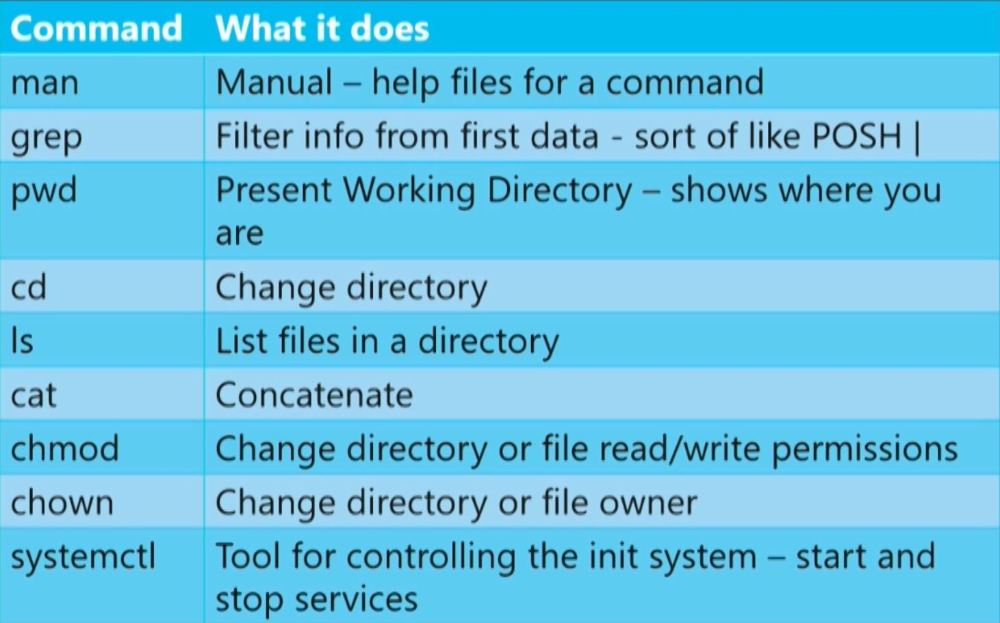 Command What it does
man Manual – help files for a command
grep Filter info from first data - sort of like POSH |
pwd Present Working Directory – shows where you
are
cd Change directory
ls List files in a directory
cat Concatenate
chmod Change directory or file read/write permissions
chown Change directory or file owner
systemctl Tool for controlling the init system – start and
stop services